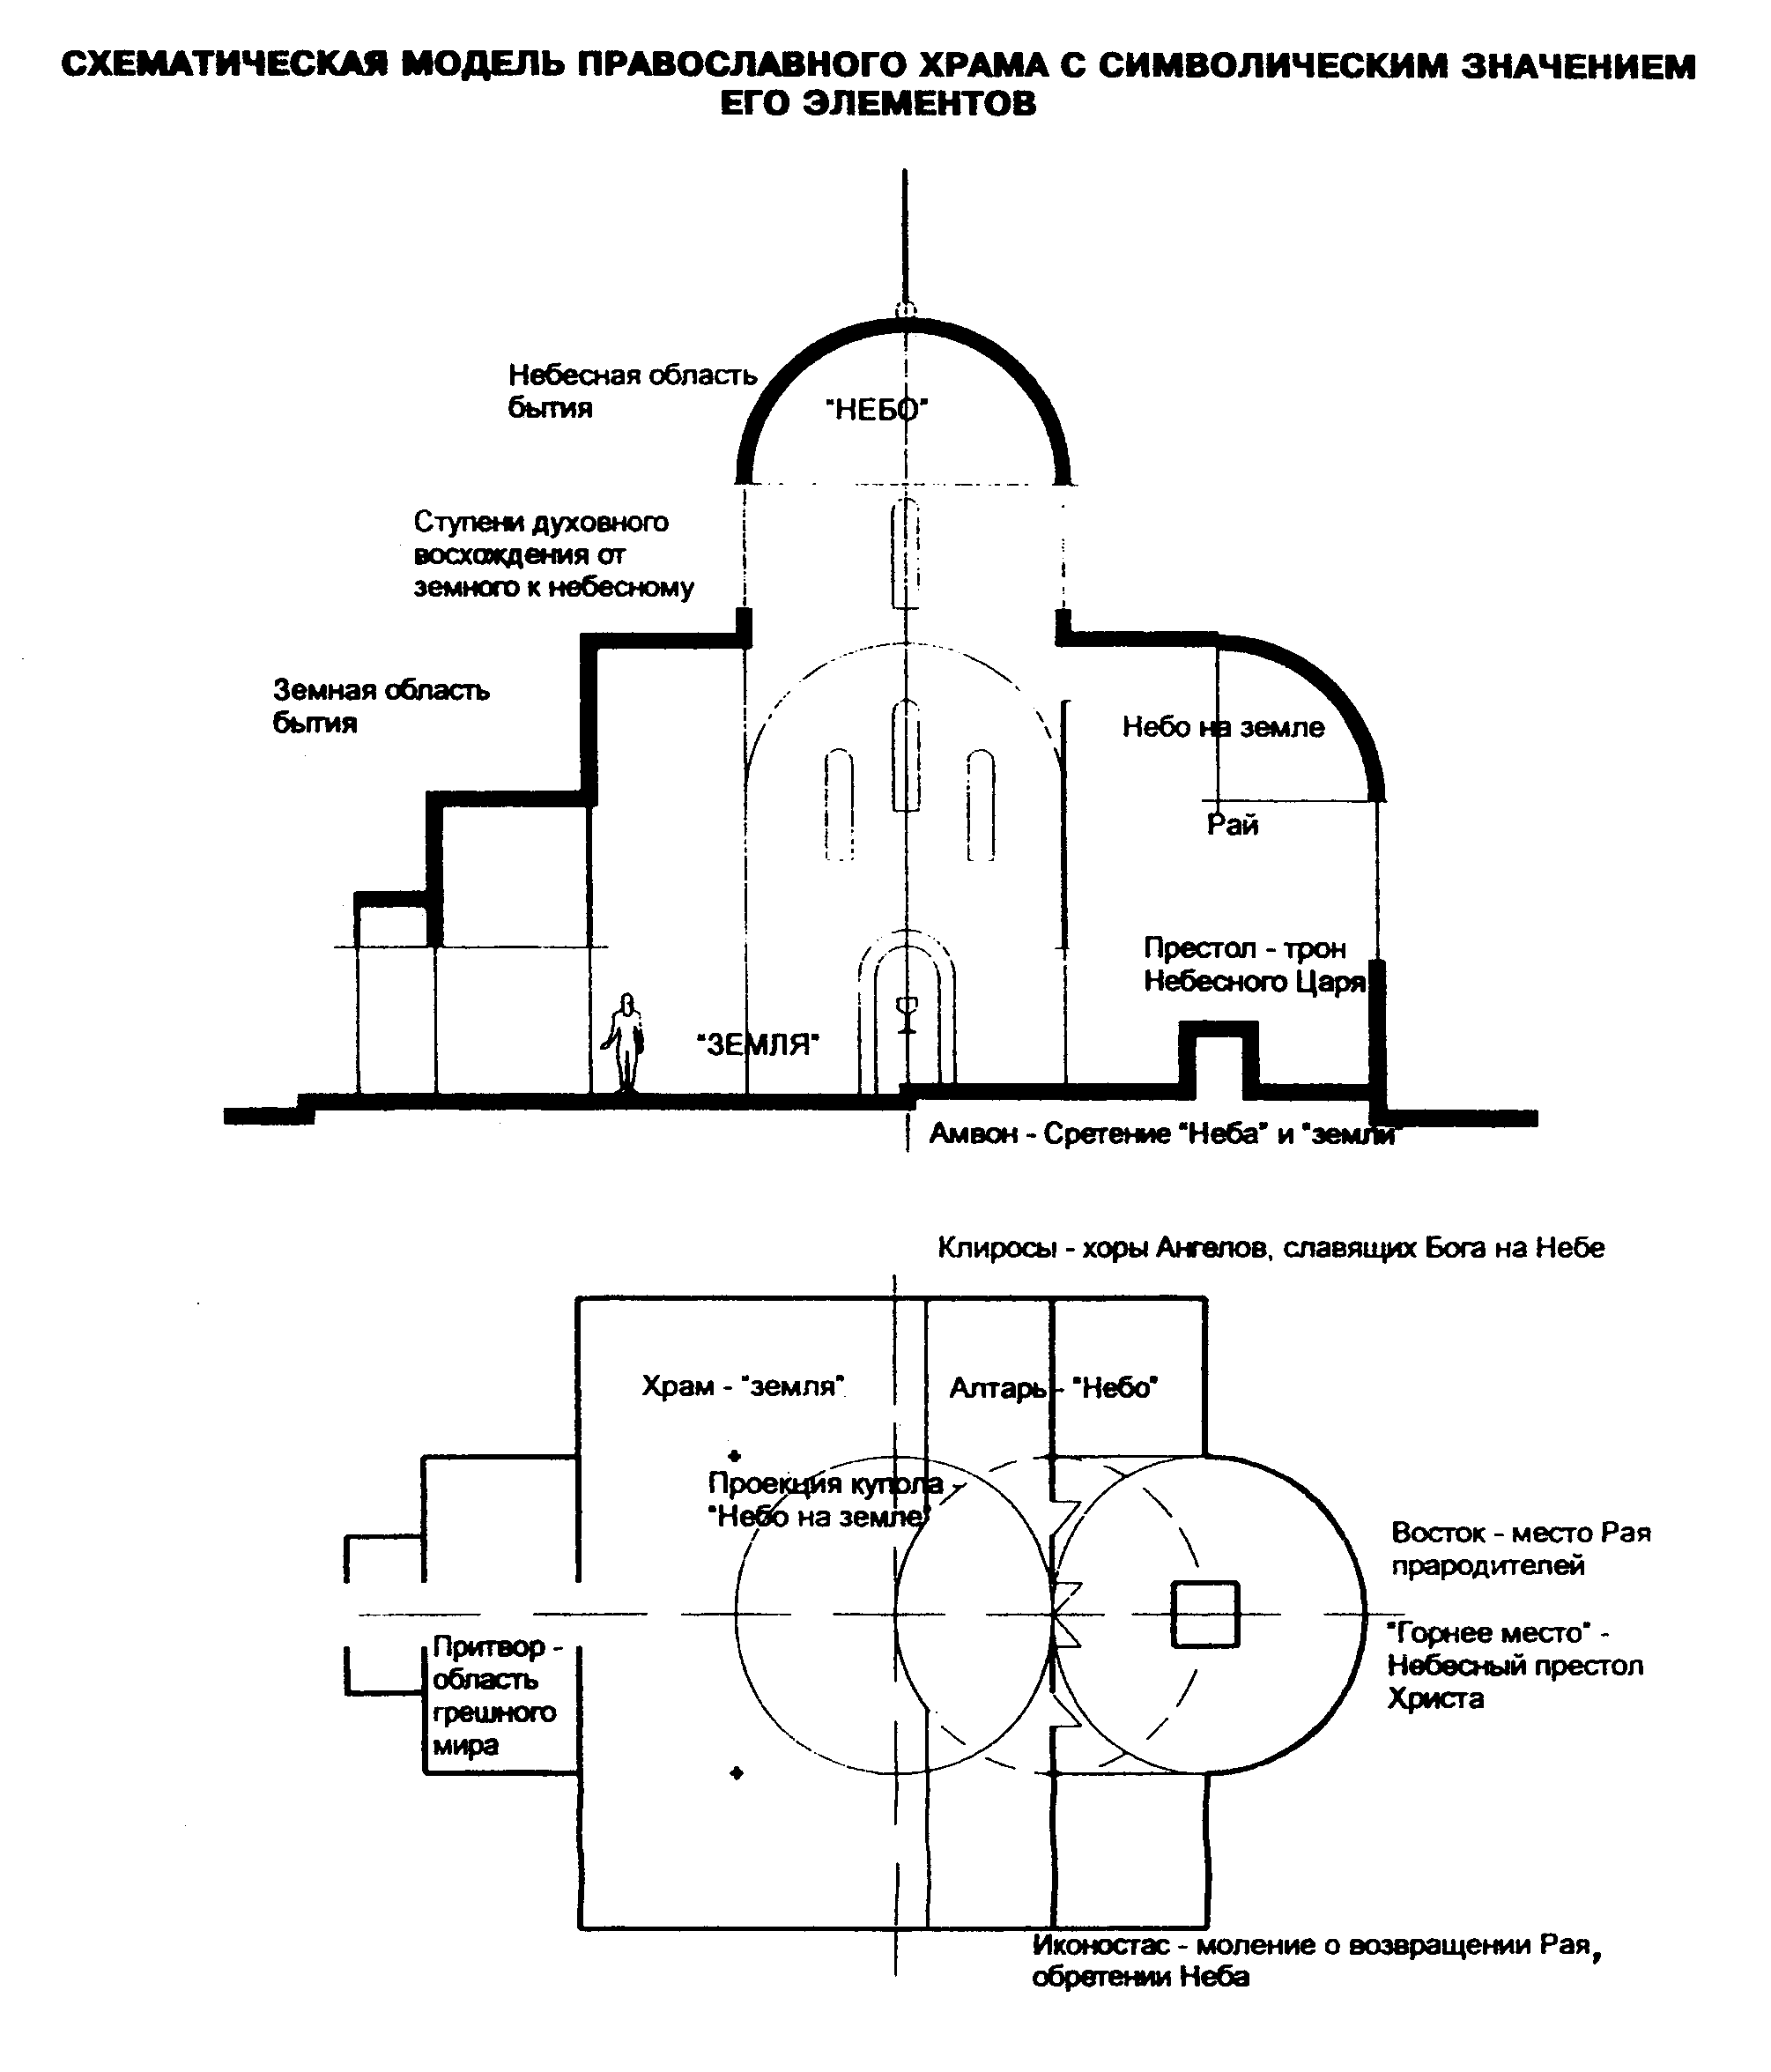 СХЕМАТИЧЕСКАЯ МОДЕЛЬ ПРАВОСЛАВНОГО ХРАМА С СИМВОЛИЧЕСКИМ ЗНАЧЕНИЕМ
ЕГО ЭЛЕМЕНТОВ
Небесная область
бытия
"НЕБО"
Ступени духовного
восхождения от
земного к небесному
Земная область
бытия
Небо на земле
Рай
Престол - трон
Небесного Царя
"ЗЕМЛЯ"
Амвон - Сретение "Неба" и "земли"
Клиросы - хоры Ангелов, славящих Бога на Небе
Храм - "земля"
Алтарь - "Небо"
Проекция купола -
"Небо на земле"
Восток - место Рая
прародителей
"Горнее место" -
Небесный престол
Христа
Притвор -
область
грешного
мира
Иконостас - моление о возвращении Рая,
обретении Неба